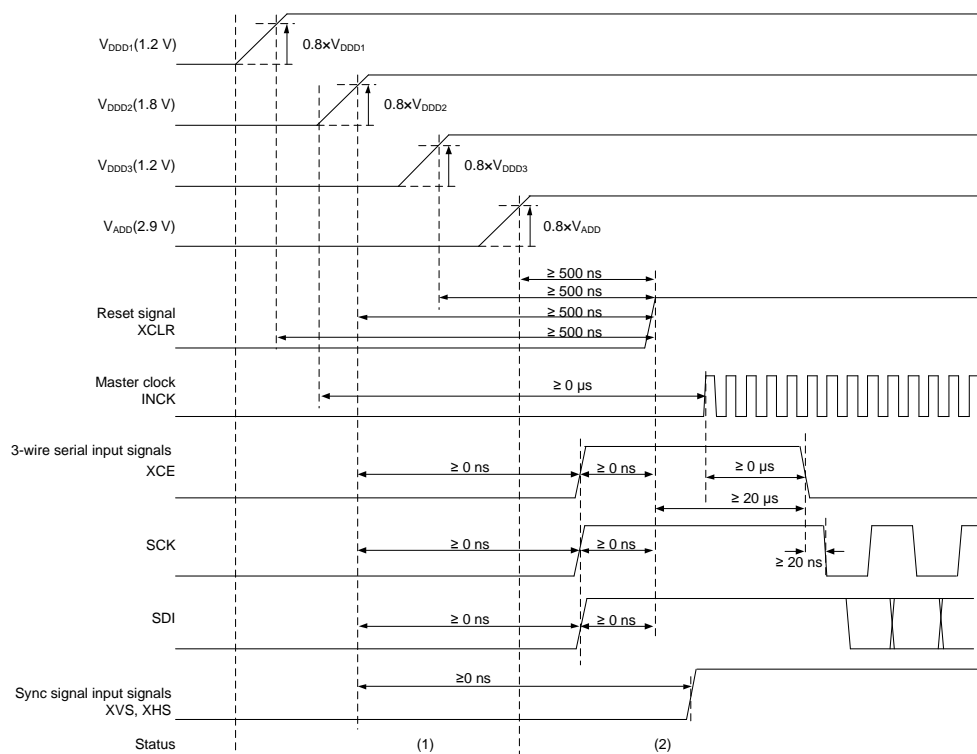 V_DDD1(1.2 V)
0.8×V_DDD1
V_DDD2(1.8 V)
0.8×V_DDD2
V_DDD3(1.2 V)
0.8×V_DDD3
V_ADD(2.9 V)
0.8×V_ADD
≥ 500 ns
≥ 500 ns
≥ 500 ns
≥ 500 ns
Reset signal
XCLR
Master clock
INCK
≥ 0 μs
3-wire serial input signals
XCE
≥ 0 ns
≥ 0 ns
≥ 0 μs
≥ 20 μs
SCK
≥ 0 ns
≥ 0 ns
≥ 20 ns
SDI
≥ 0 ns
≥ 0 ns
≥0 ns
Sync signal input signals
XVS, XHS
Status
(1)
(2)